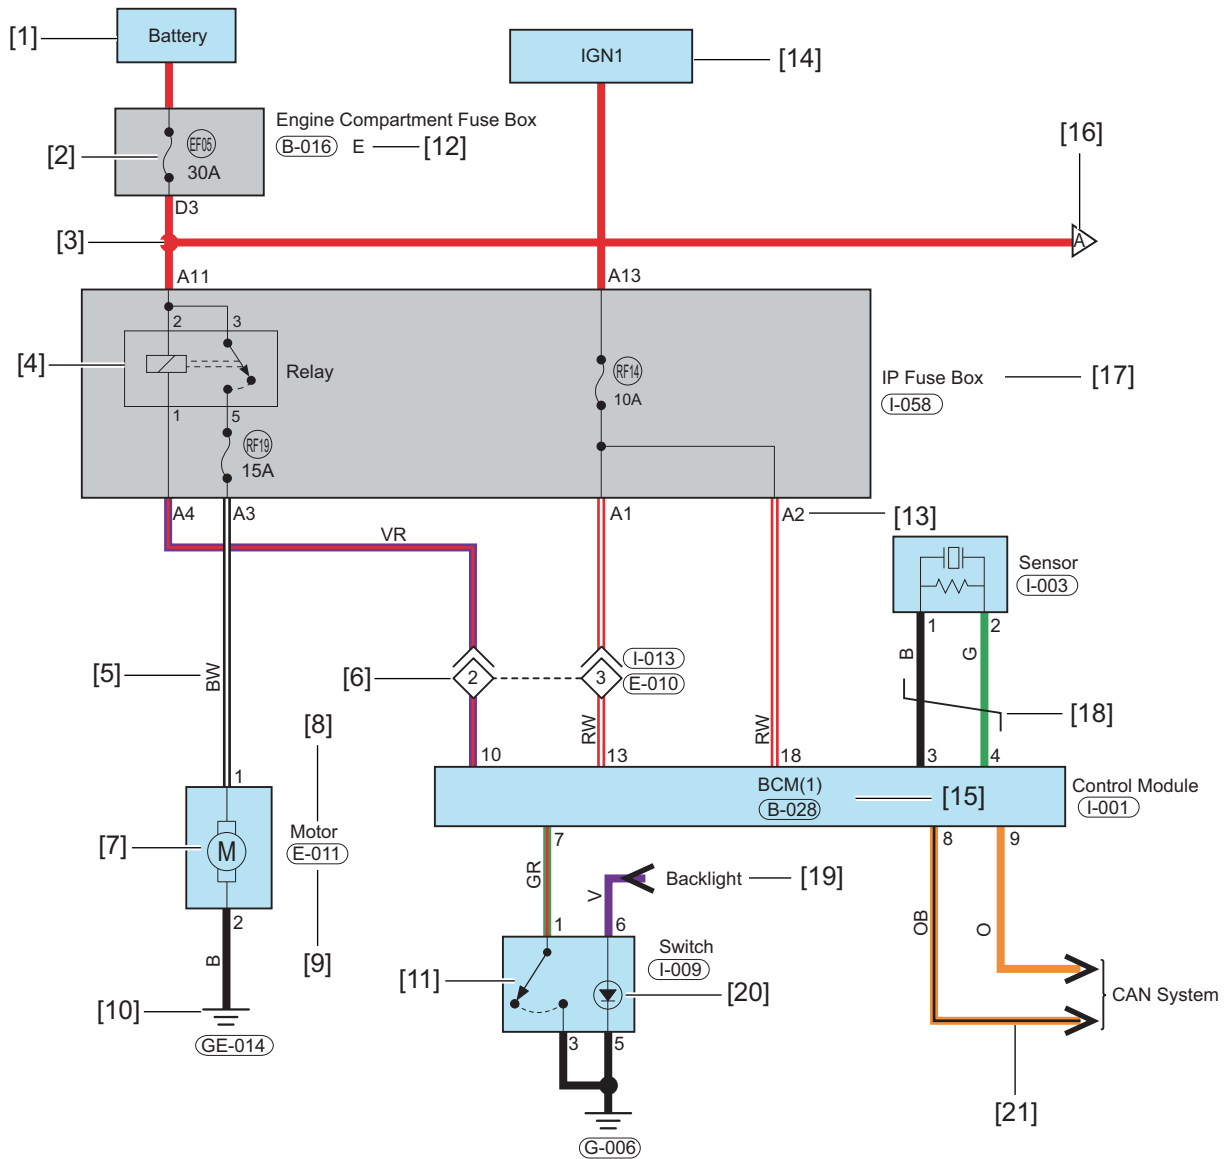 [1]
Battery
IGN1
[14]
Engine Compartment Fuse Box
B-016 E
[12]
[2]
EF05
30A
[16]
D3
[3]
A
A11
A13
2
3
[4]
Relay
RF14
10A
IP Fuse Box
[17]
I-058
1
5
RF19
15A
A4
A3
A1
A2
[13]
VR
Sensor
I-003
1
2
B
G
[5]
BW
[6]
2
3
I-013
E-010
[18]
[8]
RW
RW
10
13
18
3
4
1
BCM(1)
B-028
[15]
Control Module
I-001
[7]
M
Motor
E-011
7
8
9
GR
V
Backlight
[19]
2
1
6
OB
O
B
[9]
Switch
I-009
[11]
[20]
CAN System
[10]
GE-014
3
5
[21]
G-006